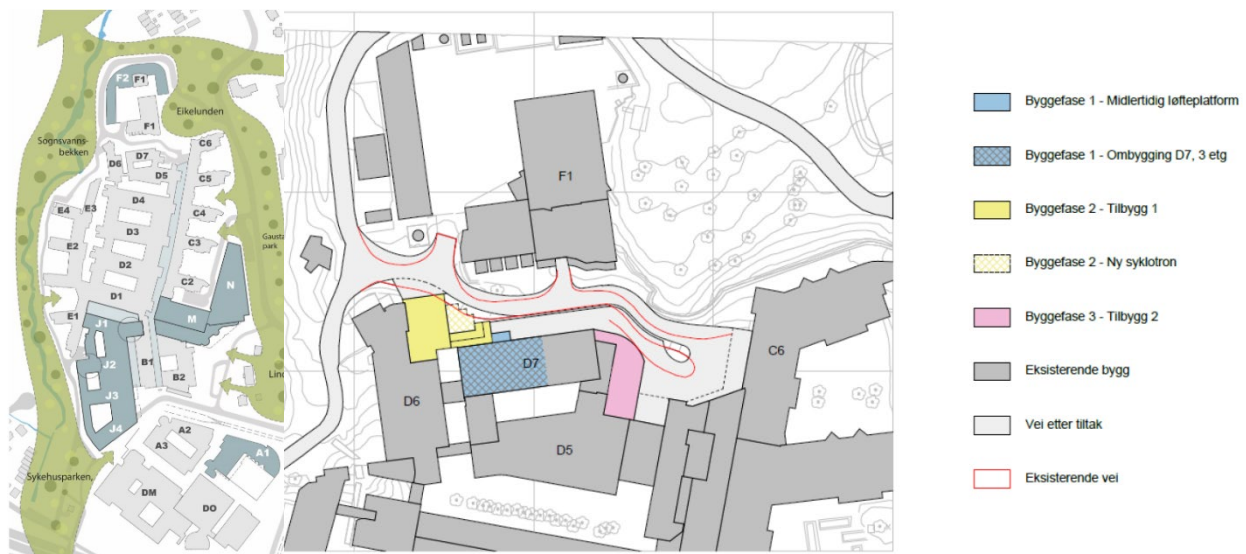 F2
F1
Eikelunden
F1
Sognsvanns-
bekken
C6
D6
D7
D5
C5
E3
D4
E4
C4
Gausta
park
D3
E2
C3
D2
C2
N
D1
M
E1
J1
B1
J2
B2
Lin
J3
J4
A2
A3
A1
Sykehusparken,
DM
DO
F1
C6
D7
D6
D5
Byggefase 1 - Midlertidig løfteplatform
Byggefase 1 - Ombygging D7, 3 etg
Byggefase 2 - Tilbygg 1
Byggefase 2 - Ny syklotron
Byggefase 3 - Tilbygg 2
Eksisterende bygg
Vei etter tiltak
Eksisterende vei